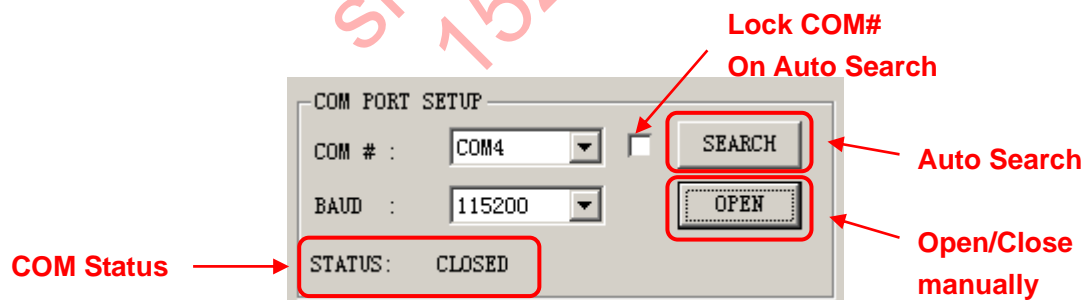 Lock COM#
On Auto Search
COM PORT SETUP
COM # : COM4 SEARCH
Auto Search
BAUD : 115200 OPEN
Open/Close
manually
COM Status
STATUS: CLOSED